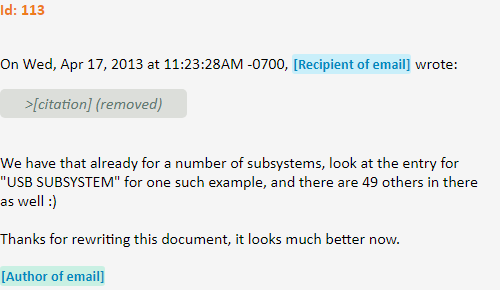 Id: 113
On Wed, Apr 17, 2013 at 11:23:28AM -0700, [Recipient of email] wrote:
>[citation] (removed)
We have that already for a number of subsystems, look at the entry for
"USB SUBSYSTEM" for one such example, and there are 49 others in there
as well :)
Thanks for rewriting this document, it looks much better now.
[Author of email]